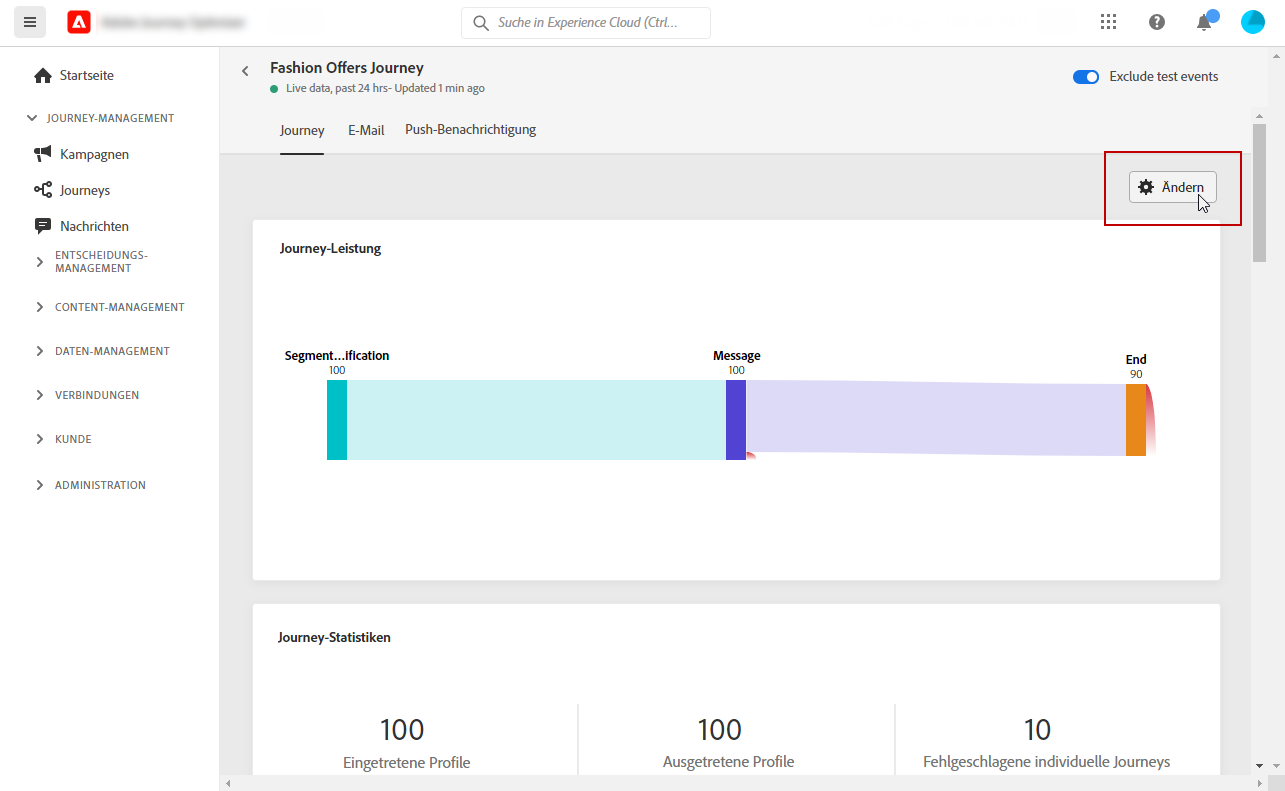 Suche in Experience Cloud (Ctrl...
Startseite
JOURNEY-MANAGEMENT
Kampagnen
Journeys
Nachrichten
ENTSCHEIDUNGS-
MANAGEMENT
CONTENT-MANAGEMENT
DATEN-MANAGEMENT
VERBINDUNGEN
KUNDE
ADMINISTRATION
Fashion Offers Journey
Live data, past 24 hrs- Updated 1 min ago
Exclude test events
Journey
E-Mail
Push-Benachrichtigung
Ändern
Journey-Leistung
Segment...ification
100
Message
100
End
90
Journey-Statistiken
100
Eingetretene Profile
100
Ausgetretene Profile
10
Fehlgeschlagene individuelle Journeys